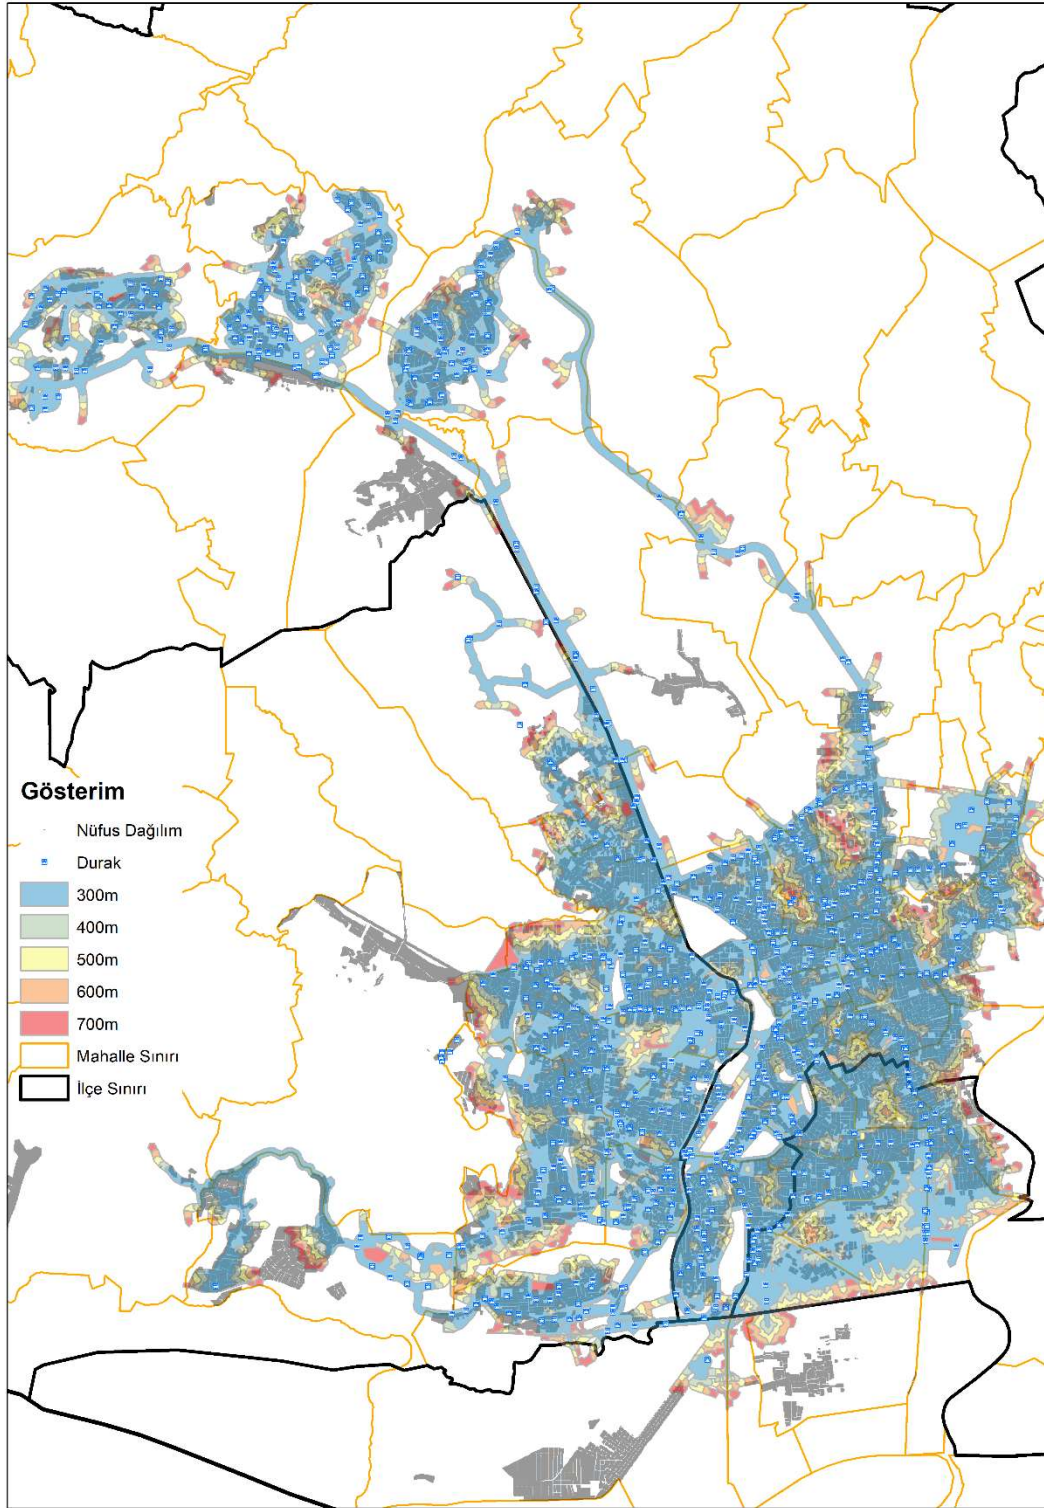 Gösterim
Nüfus Dağılım
Durak
300m
400m
500m
600m
700m
Mahalle Sınırı
İlçe Sınırı